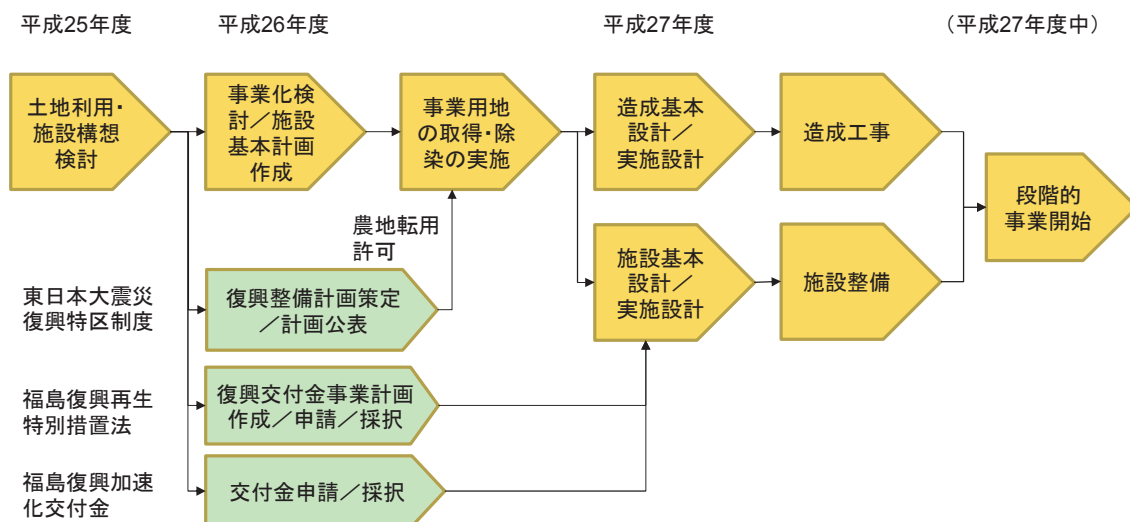 平成25年度
平成26年度
平成27年度
（平成27年度中）
土地利用・
施設構想
検討
事業化検
討／施設
基本計画
作成
事業用地
の取得・除
染の実施
造成基本
設計／
実施設計
造成工事
段階的
事業開始
農地転用
許可
施設基本
設計／
実施設計
施設整備
東日本大震災
復興特区制度
復興整備計画策定
／計画公表
福島復興再生
特別措置法
復興交付金事業計画
作成／申請／採択
福島復興加速
化交付金
交付金申請／採択